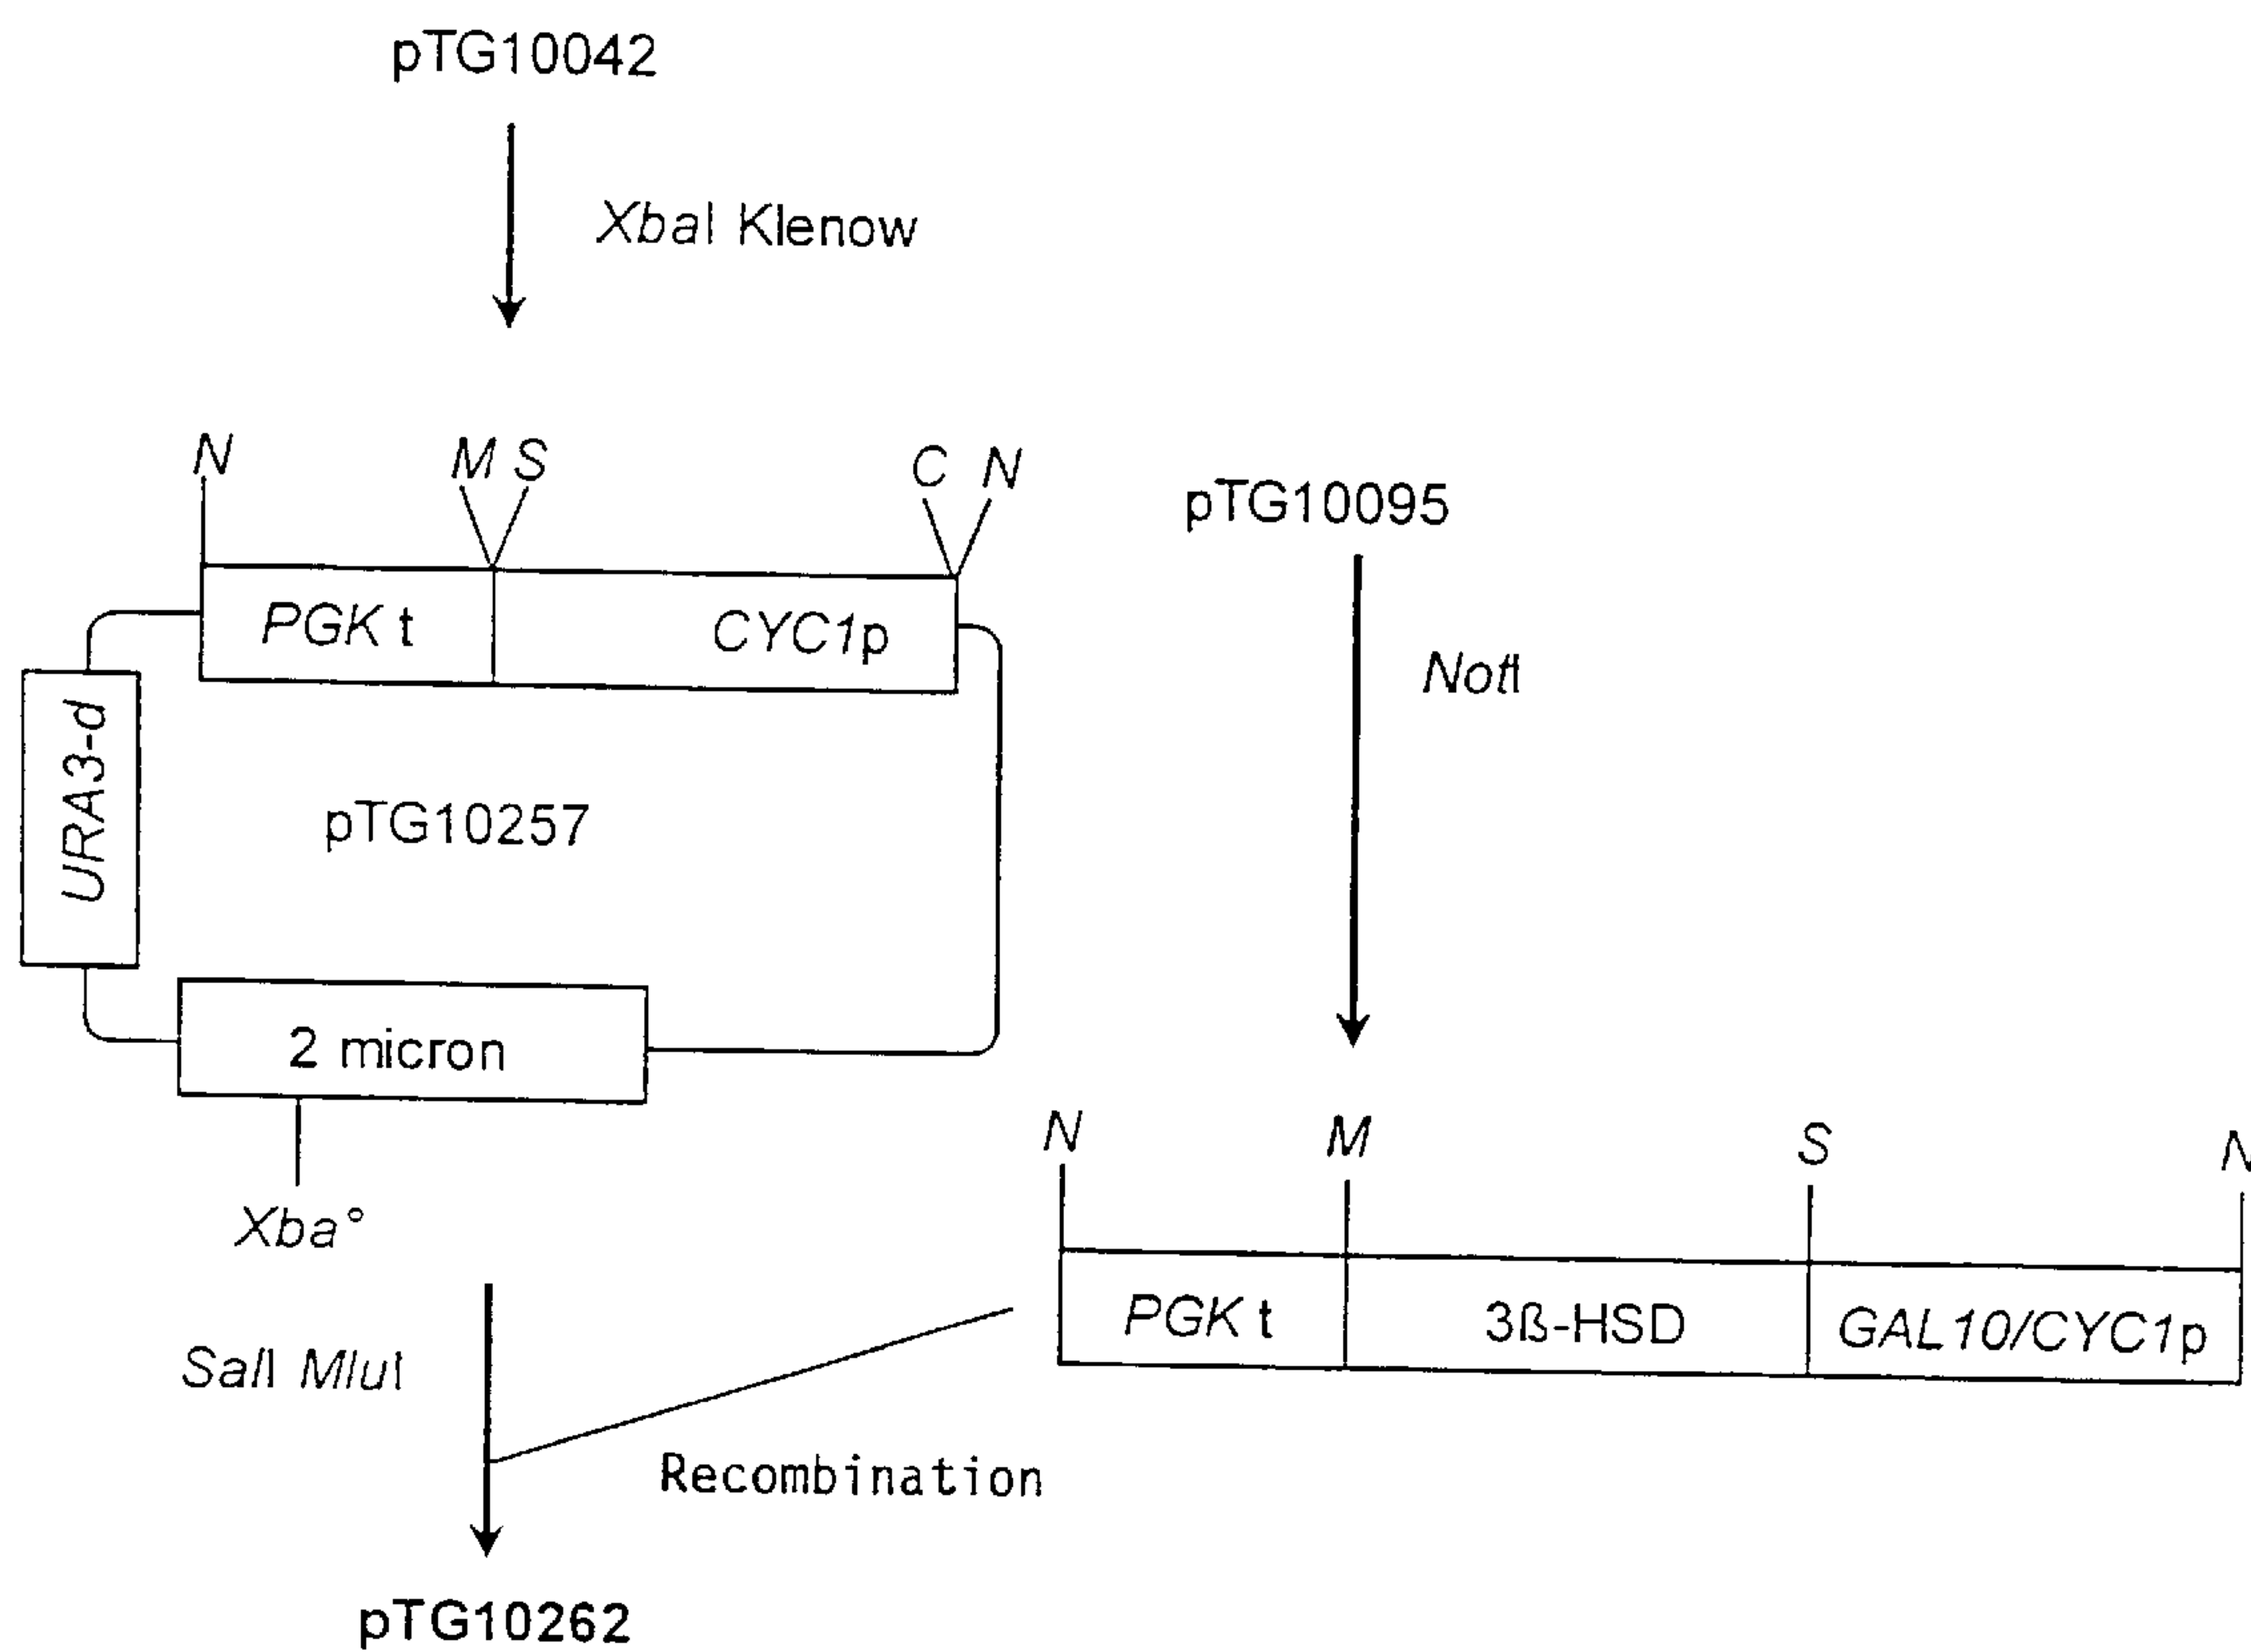 pTG10042
XbaI Klenow
N M S C N
pTG10095
PGK t CYC1p
NotI
URA3-d
pTG10257
2 micron
N M S N
Xba°
PGK t 3ß-HSD GAL10/CYC1p
SalI MluI
Recombination
pTG10262